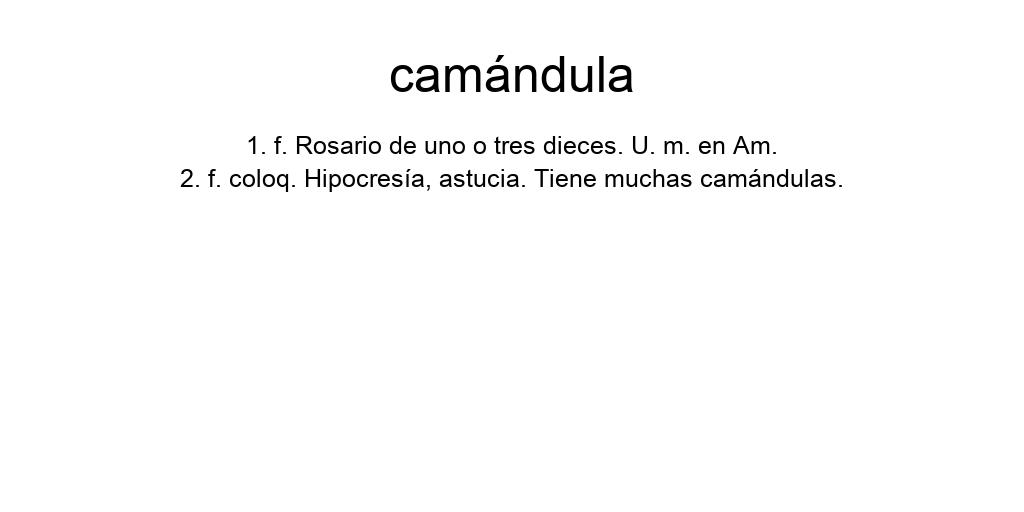 camándula
1. f. Rosario de uno o tres dieces. U. m. en Am.
2. f. coloq. Hipocresía, astucia. Tiene muchas camándulas.